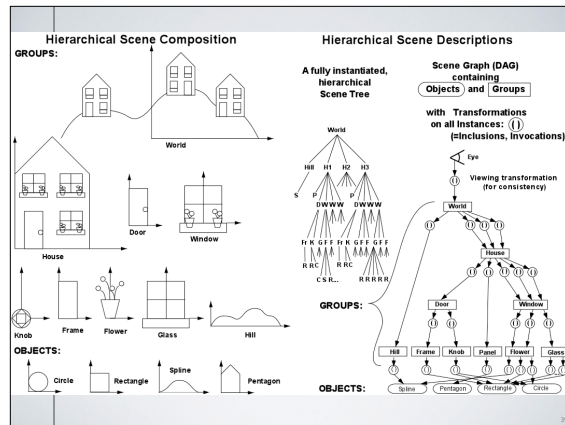 Hierarchical Scene Composition
GROUPS:
World
House
Door
Window
Knob
Frame
Flower
Glass
Hill
OBJECTS:
Circle
Rectangle
Spline
Pentagon
Hierarchical Scene Descriptions
A fully instantiated,
hierarchical
Scene Tree
World
Hill H1 H2 H3
S P P
D W W W D W W W
Fr K G F F Fr K G F F
R R C R R C R R R R R
C S R...
Scene Graph (DAG)
containing
Objects and Groups
with Transformations
on all Instances: ()
(=Inclusions, Invocations)
Eye
()
Viewing transformation
(for consistency)
World
() () () ()
House
() () () () () ()
GROUPS:
Door Window
() () () () ()
Hill Frame Knob Panel Flower Glass
OBJECTS:
Spline Pentagon Rectangle Circle